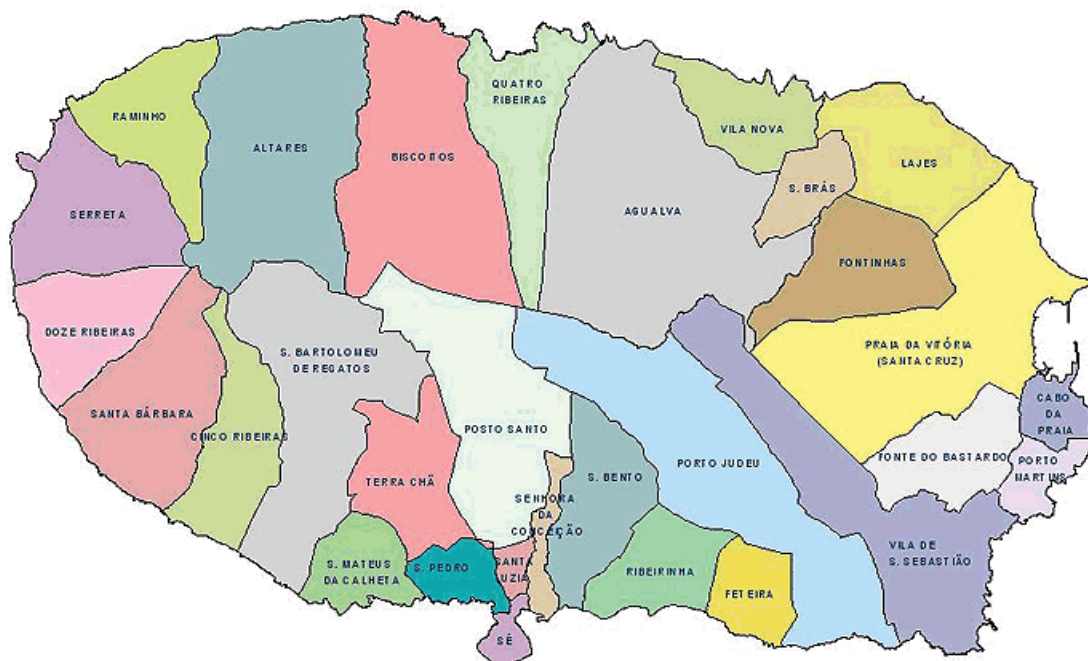 QUATRO
RIBEIRAS
RAMINHO
ALTARES
BISCOITOS
VILA NOVA
LAJES
S. BRÁS
SERRETA
AGUALVA
FONTINHAS
DOZE RIBEIRAS
S. BARTOLOMEU
DE REGATOS
PRAIA DA VITÓRIA
(SANTA CRUZ)
SANTA BÁRBARA
CINCO RIBEIRAS
POSTO SANTO
CABO
DA
PRAIA
TERRA CHÃ
SENHORA
DA
CONCEIÇÃO
S. BENTO
PORTO JUDEU
FONTE DO BASTARDO
PORTO
MARTINS
S. MATEUS
DA CALHETA
S. PEDRO
SANTA
LUZIA
RIBEIRINHA
FETEIRA
VILA DE
S. SEBASTIÃO
SÉ